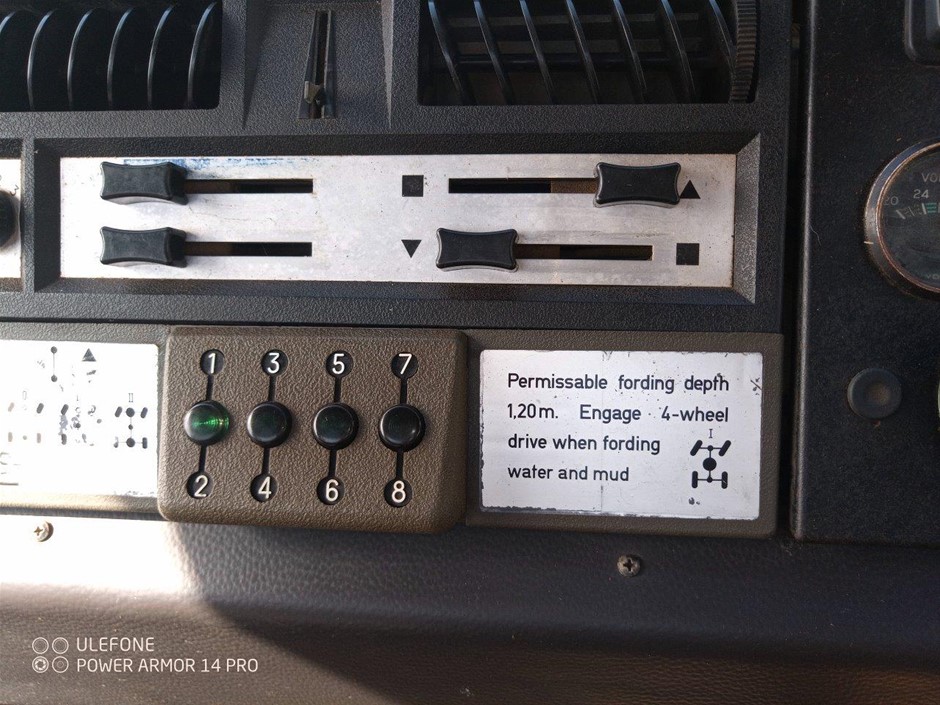 VO
20 24
1 3 5 7
2 4 6 8
Permissable fording depth
1,20 m. Engage 4-wheel
drive when fording
water and mud
I
II
ULEFONE
POWER ARMOR 14 PRO